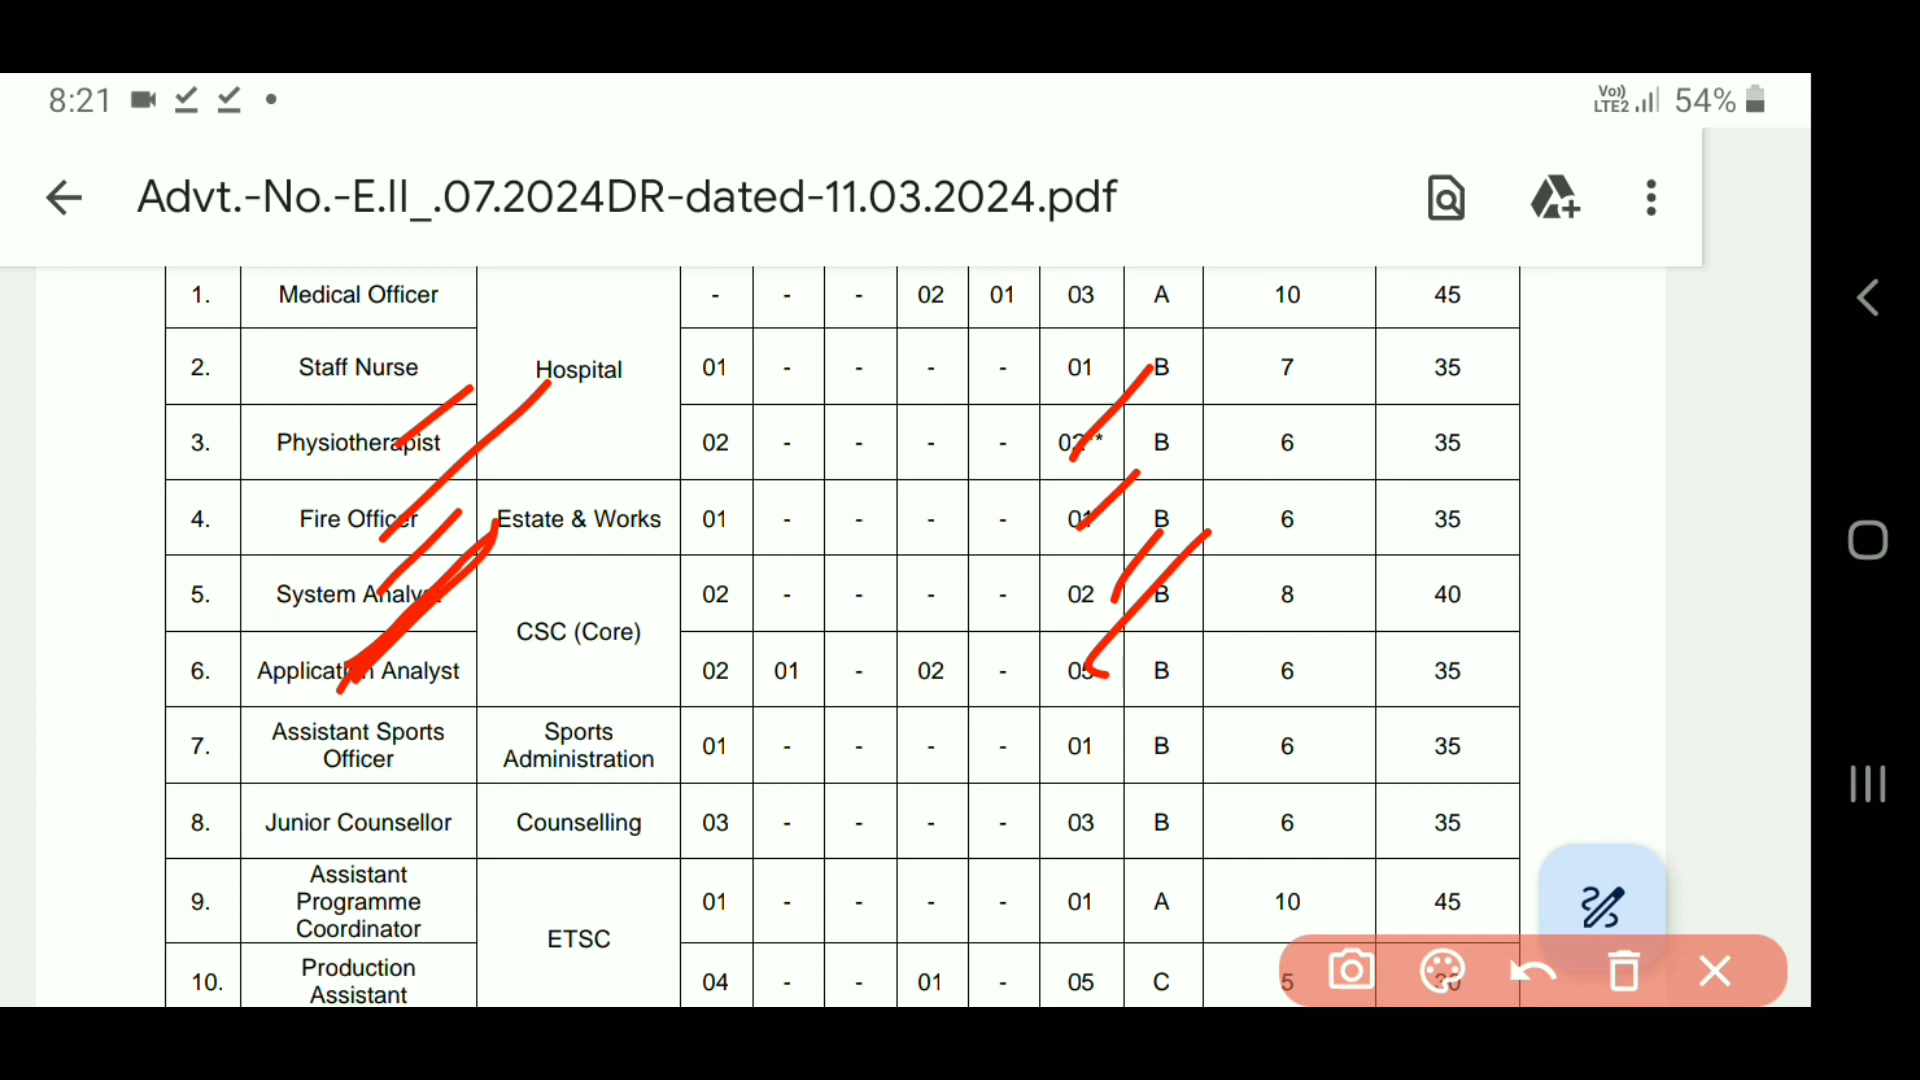 8:21
Vo)) LTE2 54%
Advt.-No.-E.II_.07.2024DR-dated-11.03.2024.pdf
1. Medical Officer - - - 02 01 03 A 10 45
Hospital
2. Staff Nurse 01 - - - - 01 B 7 35
3. Physiotherapist 02 - - - - 02** B 6 35
4. Fire Officer Estate & Works 01 - - - - 01 B 6 35
5. System Analyst 02 - - - - 02 B 8 40
CSC (Core)
6. Application Analyst 02 01 - 02 - 05 B 6 35
7. Assistant Sports Officer Sports Administration 01 - - - - 01 B 6 35
8. Junior Counsellor Counselling 03 - - - - 03 B 6 35
9. Assistant Programme Coordinator 01 - - - - 01 A 10 45
ETSC
10. Production Assistant 04 - - 01 - 05 C 5 30